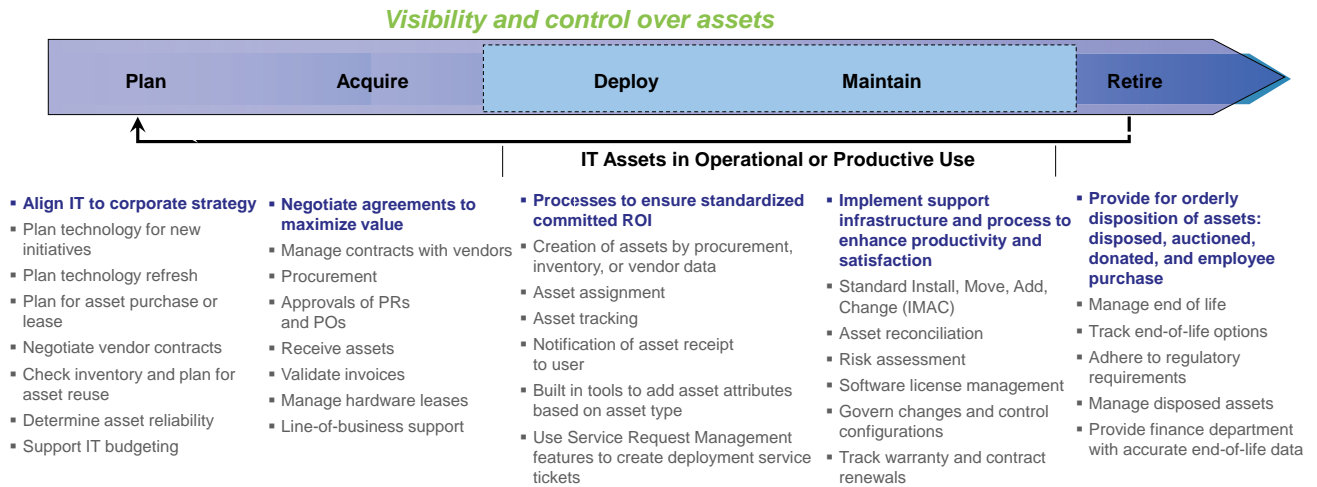 Visibility and control over assets
Plan
Acquire
Deploy
Maintain
Retire
IT Assets in Operational or Productive Use
▪ Align IT to corporate strategy
▪ Plan technology for new
initiatives
▪ Plan technology refresh
▪ Plan for asset purchase or
lease
▪ Negotiate vendor contracts
▪ Check inventory and plan for
asset reuse
▪ Determine asset reliability
▪ Support IT budgeting
▪ Negotiate agreements to
maximize value
▪ Manage contracts with vendors
▪ Procurement
▪ Approvals of PRs
and POs
▪ Receive assets
▪ Validate invoices
▪ Manage hardware leases
▪ Line-of-business support
▪ Processes to ensure standardized
committed ROI
▪ Creation of assets by procurement,
inventory, or vendor data
▪ Asset assignment
▪ Asset tracking
▪ Notification of asset receipt
to user
▪ Built in tools to add asset attributes
based on asset type
▪ Use Service Request Management
features to create deployment service
tickets
▪ Implement support
infrastructure and process to
enhance productivity and
satisfaction
▪ Standard Install, Move, Add,
Change (IMAC)
▪ Asset reconciliation
▪ Risk assessment
▪ Software license management
▪ Govern changes and control
configurations
▪ Track warranty and contract
renewals
▪ Provide for orderly
disposition of assets:
disposed, auctioned,
donated, and employee
purchase
▪ Manage end of life
▪ Track end-of-life options
▪ Adhere to regulatory
requirements
▪ Manage disposed assets
▪ Provide finance department
with accurate end-of-life data